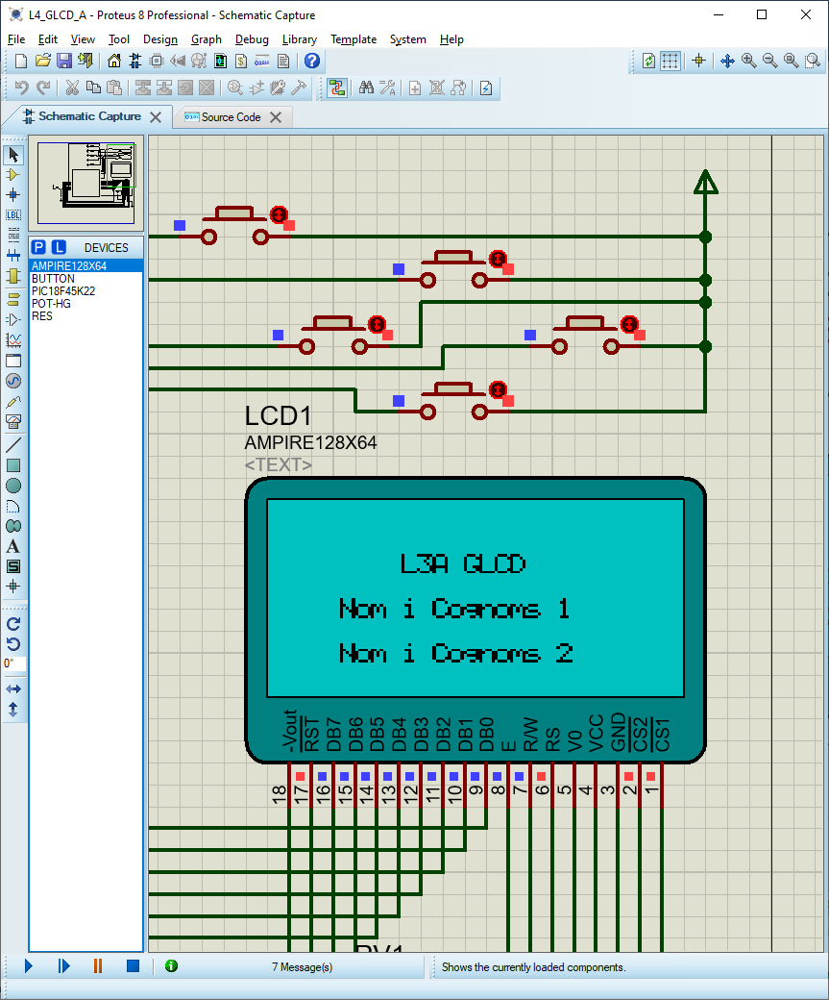 L4_GLCD_A - Proteus 8 Professional - Schematic Capture
File Edit View Tool Design Graph Debug Library Template System Help
Schematic Capture
Source Code
P L DEVICES
AMPIRE128X64
BUTTON
PIC18F45K22
POT-HG
RES
LBL
A
S
0°
LCD1
AMPIRE128X64
<TEXT>
L3A GLCD
Nom i Cognoms 1
Nom i Cognoms 2
-Vout RST DB7 DB6 DB5 DB4 DB3 DB2 DB1 DB0 E R/W RS V0 VCC GND CS2 CS1
18 17 16 15 14 13 12 11 10 9 8 7 6 5 4 3 2 1
RV1
7 Message(s)
Shows the currently loaded components.